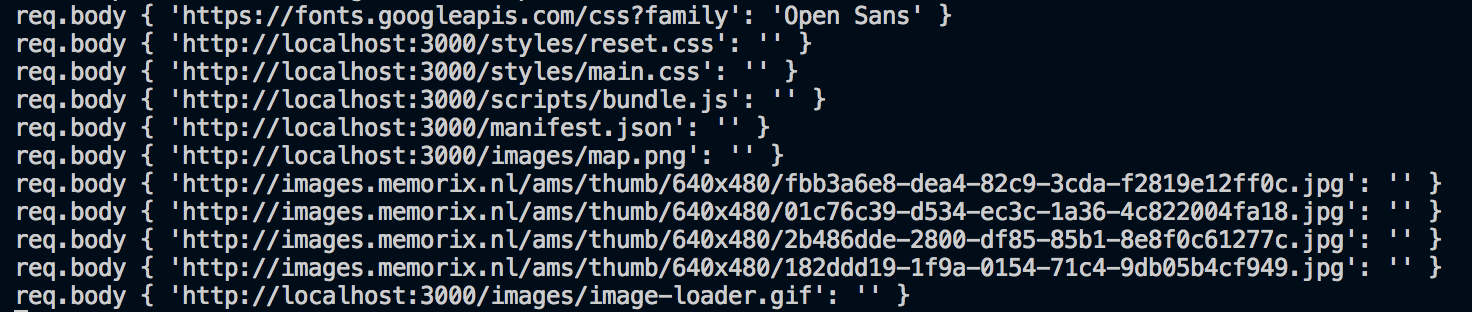 req.body { 'https://fonts.googleapis.com/css?family': 'Open Sans' }
req.body { 'http://localhost:3000/styles/reset.css': '' }
req.body { 'http://localhost:3000/styles/main.css': '' }
req.body { 'http://localhost:3000/scripts/bundle.js': '' }
req.body { 'http://localhost:3000/manifest.json': '' }
req.body { 'http://localhost:3000/images/map.png': '' }
req.body { 'http://images.memorix.nl/ams/thumb/640x480/fbb3a6e8-dea4-82c9-3cda-f2819e12ff0c.jpg': '' }
req.body { 'http://images.memorix.nl/ams/thumb/640x480/01c76c39-d534-ec3c-1a36-4c822004fa18.jpg': '' }
req.body { 'http://images.memorix.nl/ams/thumb/640x480/2b486dde-2800-df85-85b1-8e8f0c61277c.jpg': '' }
req.body { 'http://images.memorix.nl/ams/thumb/640x480/182ddd19-1f9a-0154-71c4-9db05b4cf949.jpg': '' }
req.body { 'http://localhost:3000/images/image-loader.gif': '' }